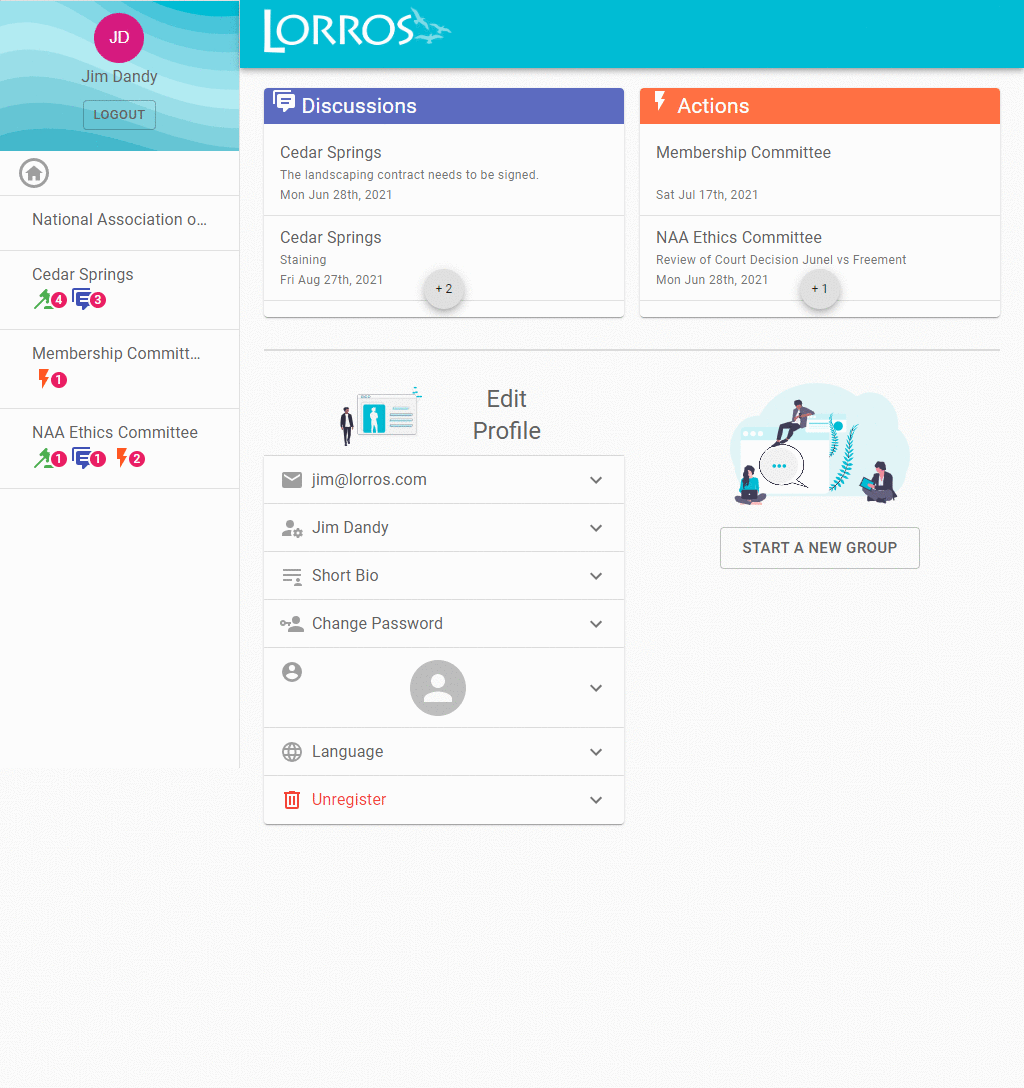 JD
Jim Dandy
LOGOUT
National Association o...
Cedar Springs
4 3
Membership Committ...
1
NAA Ethics Committee
1 1 2
LORROS
Discussions
Cedar Springs
The landscaping contract needs to be signed.
Mon Jun 28th, 2021
Cedar Springs
Staining
Fri Aug 27th, 2021
+ 2
Actions
Membership Committee
Sat Jul 17th, 2021
NAA Ethics Committee
Review of Court Decision Junel vs Freement
Mon Jun 28th, 2021
+ 1
Edit
Profile
jim@lorros.com
Jim Dandy
Short Bio
Change Password
Language
Unregister
START A NEW GROUP